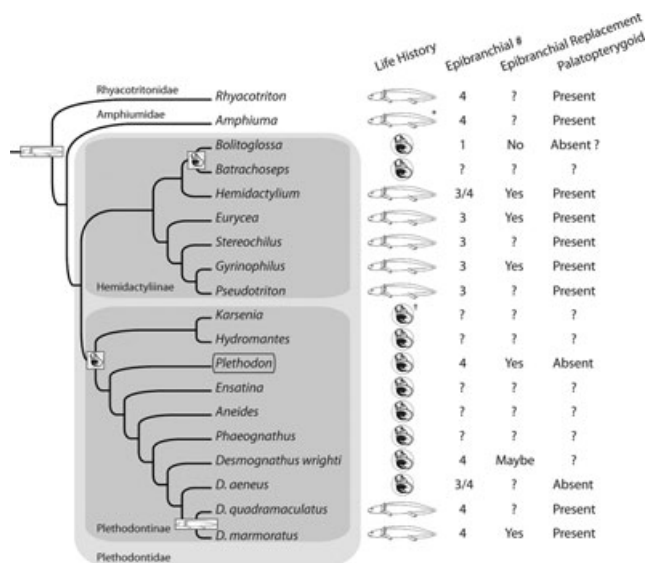 Life History Epibranchial # Epibranchial Replacement Palatopterygoid
Rhyacotritonidae
Rhyacotriton 4 ? Present
Amphiumidae
Amphiuma * 4 ? Present
Bolitoglossa 1 No Absent ?
Batrachoseps ? ? ?
Hemidactylium 3/4 Yes Present
Eurycea 3 Yes Present
Stereochilus 3 ? Present
Gyrinophilus 3 Yes Present
Hemidactyliinae
Pseudotriton 3 ? Present
Karsenia ? ? ?
Hydromantes ? ? ?
Plethodon 4 Yes Absent
Ensatina ? ? ?
Aneides ? ? ?
Phaeognathus ? ? ?
Desmognathus wrighti 4 Maybe ?
D. aeneus 3/4 ? Absent
D. quadramaculatus 4 ? Present
Plethodontinae
D. marmoratus 4 Yes Present
Plethodontidae